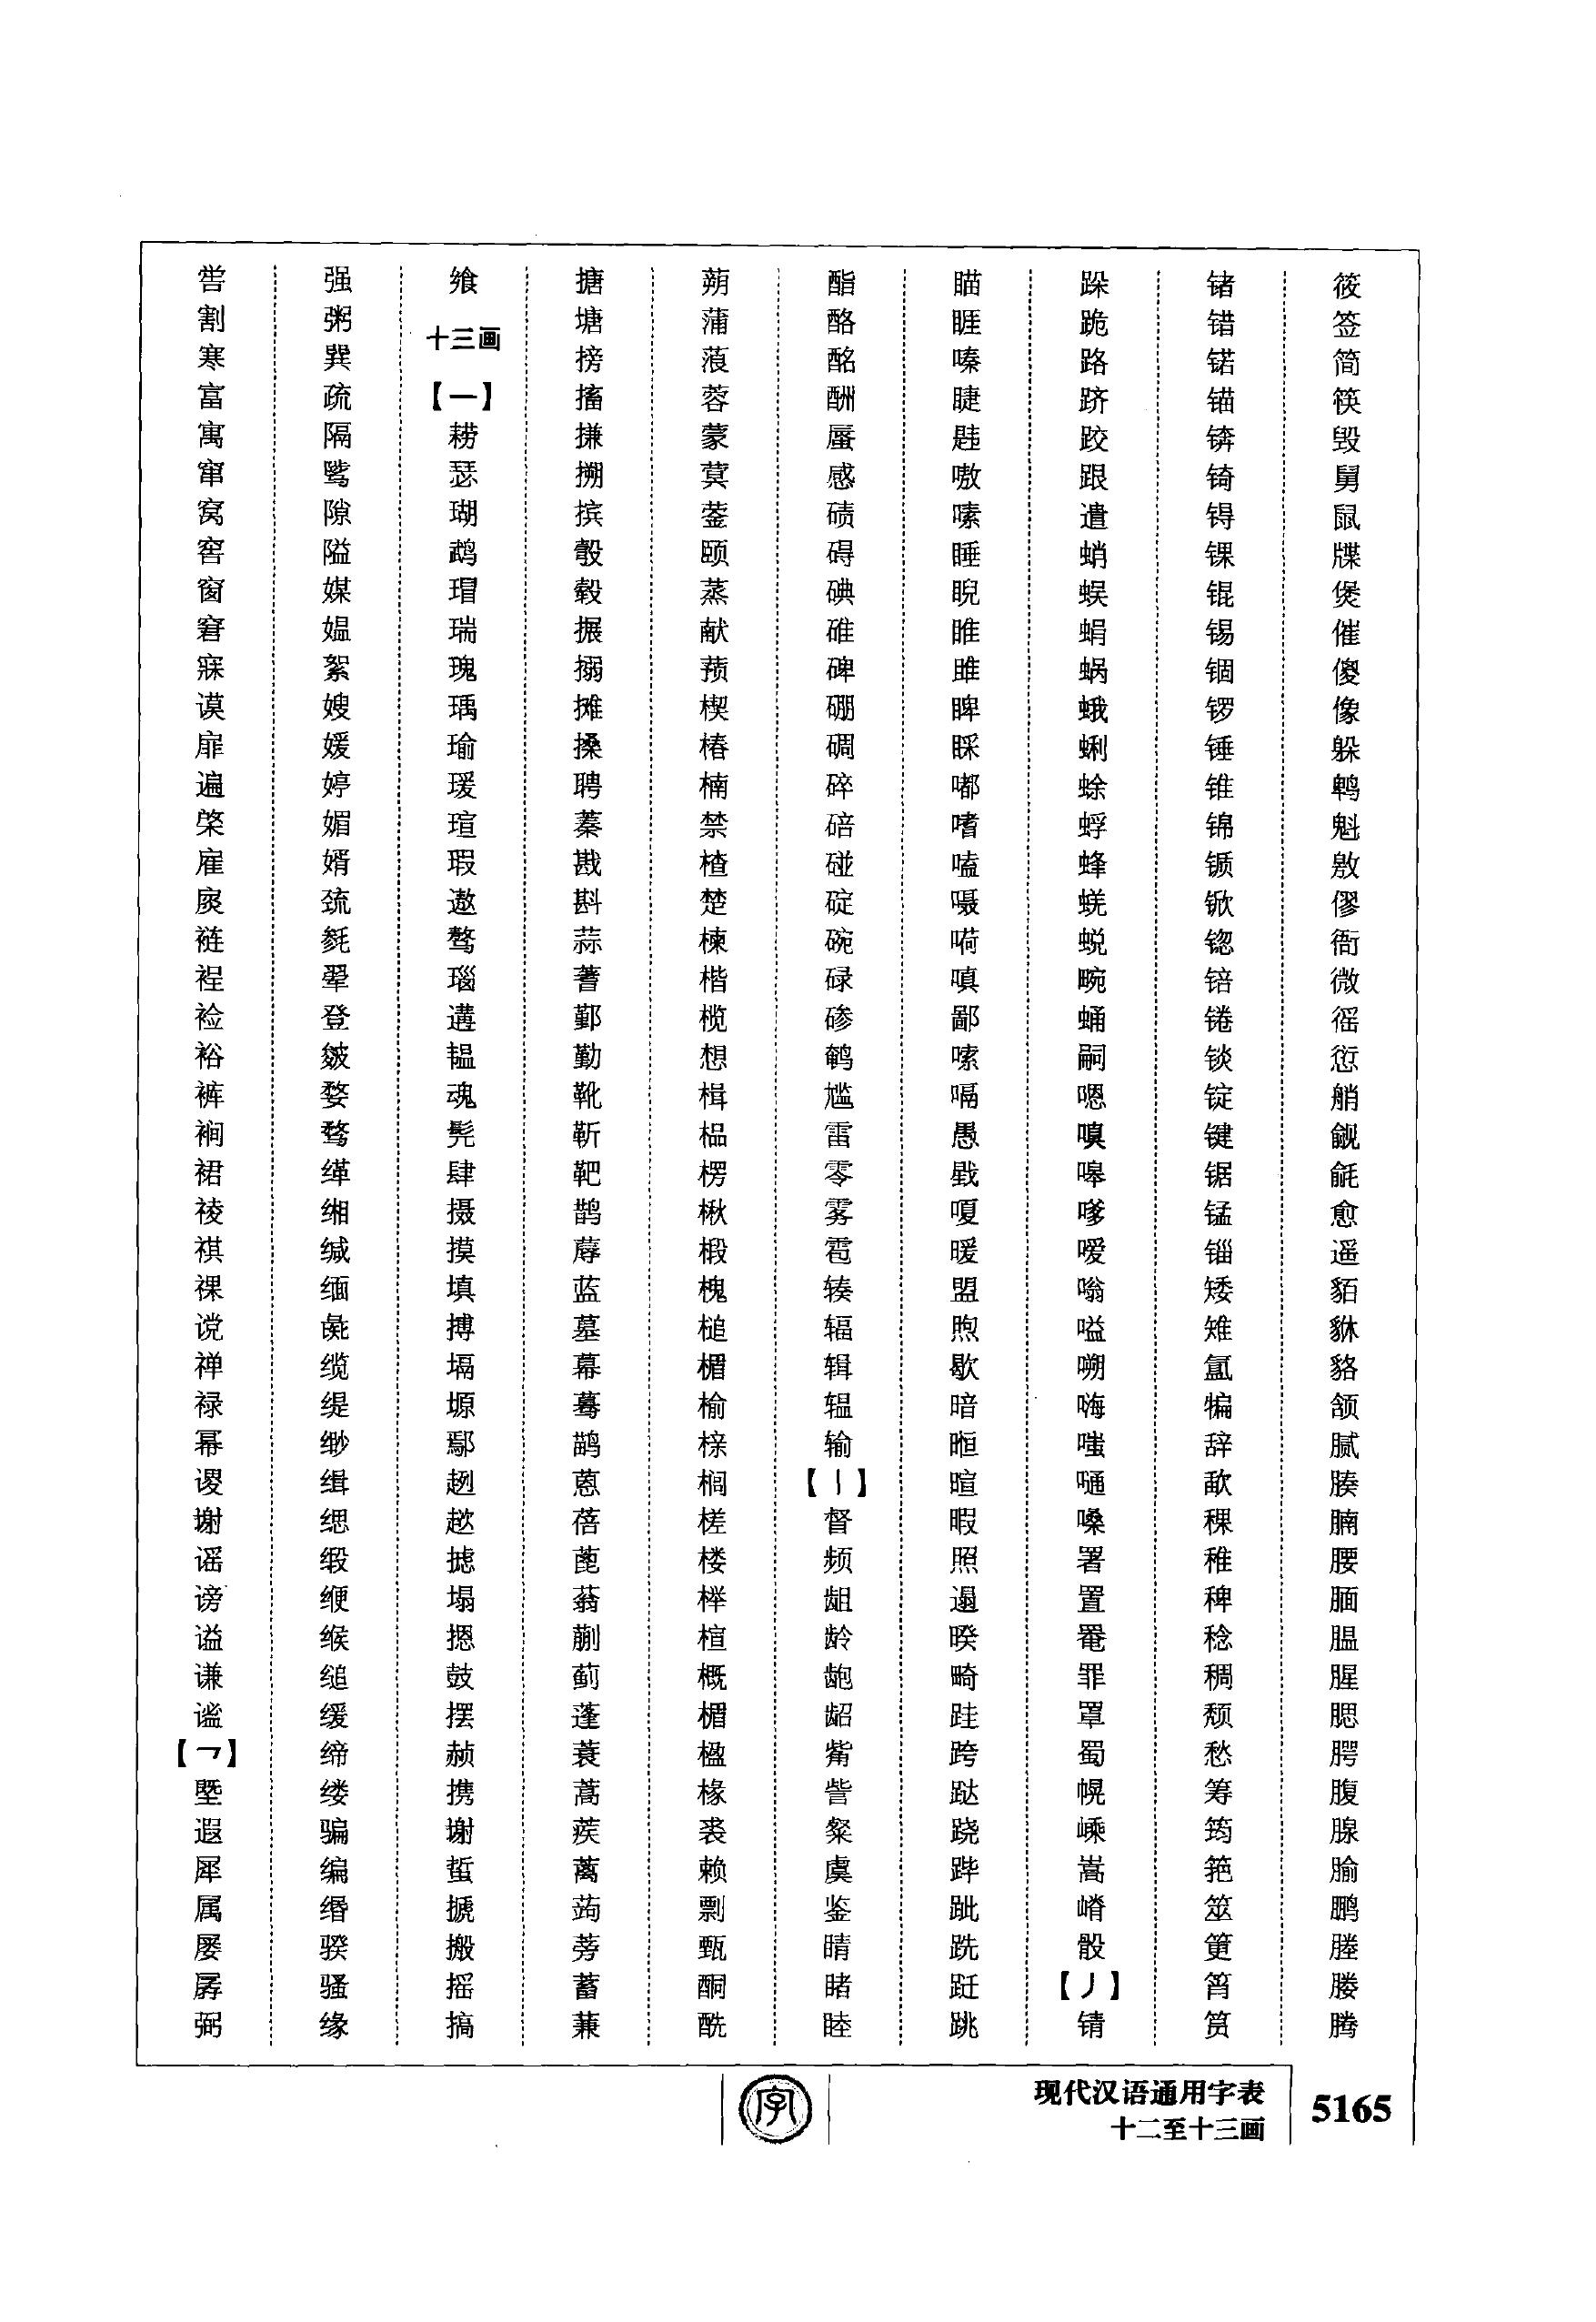 喾割寒富寓窜窝窖窗窘寐谟扉遍棨雇扊裢裎裣裕裤裥裙祾祺祼谠禅禄幂谡谢谣谤谥谦谧
【乛】
塈遐犀属屡孱弼
强粥巽疏隔骘隙隘媒媪絮嫂媛婷媚婿巯毵翚登皴婺骛缂缃缄缅彘缆缇缈缉缌缎缏缑缒缓缔缕骗编缗骙骚缘
飨
十三画
【一】
耢瑟瑚鹉瑁瑞瑰瑀瑜瑗瑄瑕遨骜瑙遘韫魂髡肆摄摸填搏塥塬鄢趔趑摅塌摁鼓摆赪携塮蜇搋搬摇搞
搪塘搒搐搛搠摈彀毂搌搦摊搡聘蓁戡斟蒜蓍鄞勤靴靳靶鹊蓐蓝墓幕蓦鹋蒽蓓蓖蓊蒯蓟蓬蓑蒿蒺蓠蒟蒡蓄蒹
蒴蒲蒗蓉蒙蓂蓥颐蒸献蓣楔椿楠禁楂楚楝楷榄想楫榀楞楸椴槐槌楯榆榇榈槎楼榉楦概楣楹椽裘赖剽甄酮酰
酯酪酩酬蜃感碛碍碘碓碑硼碉碎碚碰碇碗碌碜鹌尴雷零雾雹辏辐辑辒输
【丨】
督频龃龄龅龆觜訾粲虞鉴睛睹睦
瞄睚嗪睫韪嗷嗉睡睨睢雎睥睬嘟嗜嗑嗫嗬嗔鄙嗦嗝愚戥嗄暖盟煦歇暗暅暄暇照遢暌畸跬跨跶跷跸跐跣跹跳
跺跪路跻跤跟遣蛸蜈蜎蜗蛾蜊蜍蜉蜂蜣蜕畹蛹嗣嗯嗅嗥嗲嗳嗡嗌嗍嗨嗤嗵嗓署置罨罪罩蜀幌嵊嵩嵴骰
【丿】
锖
锗错锘锚锛锜锝锞锟锡锢锣锤锥锦锧锨锪锫锩锬锭键锯锰锱矮雉氲犏辞歃稞稚稗稔稠颓愁筹筠筢筮筻筲筼
筱签简筷毁舅鼠牒煲催傻像躲鹎魁敫僇衙微徭愆艄觎毹愈遥貊貅貉颔腻腠腩腰腼腽腥腮腭腹腺腧鹏塍媵腾
字
现代汉语通用字表
十二至十三画
5165